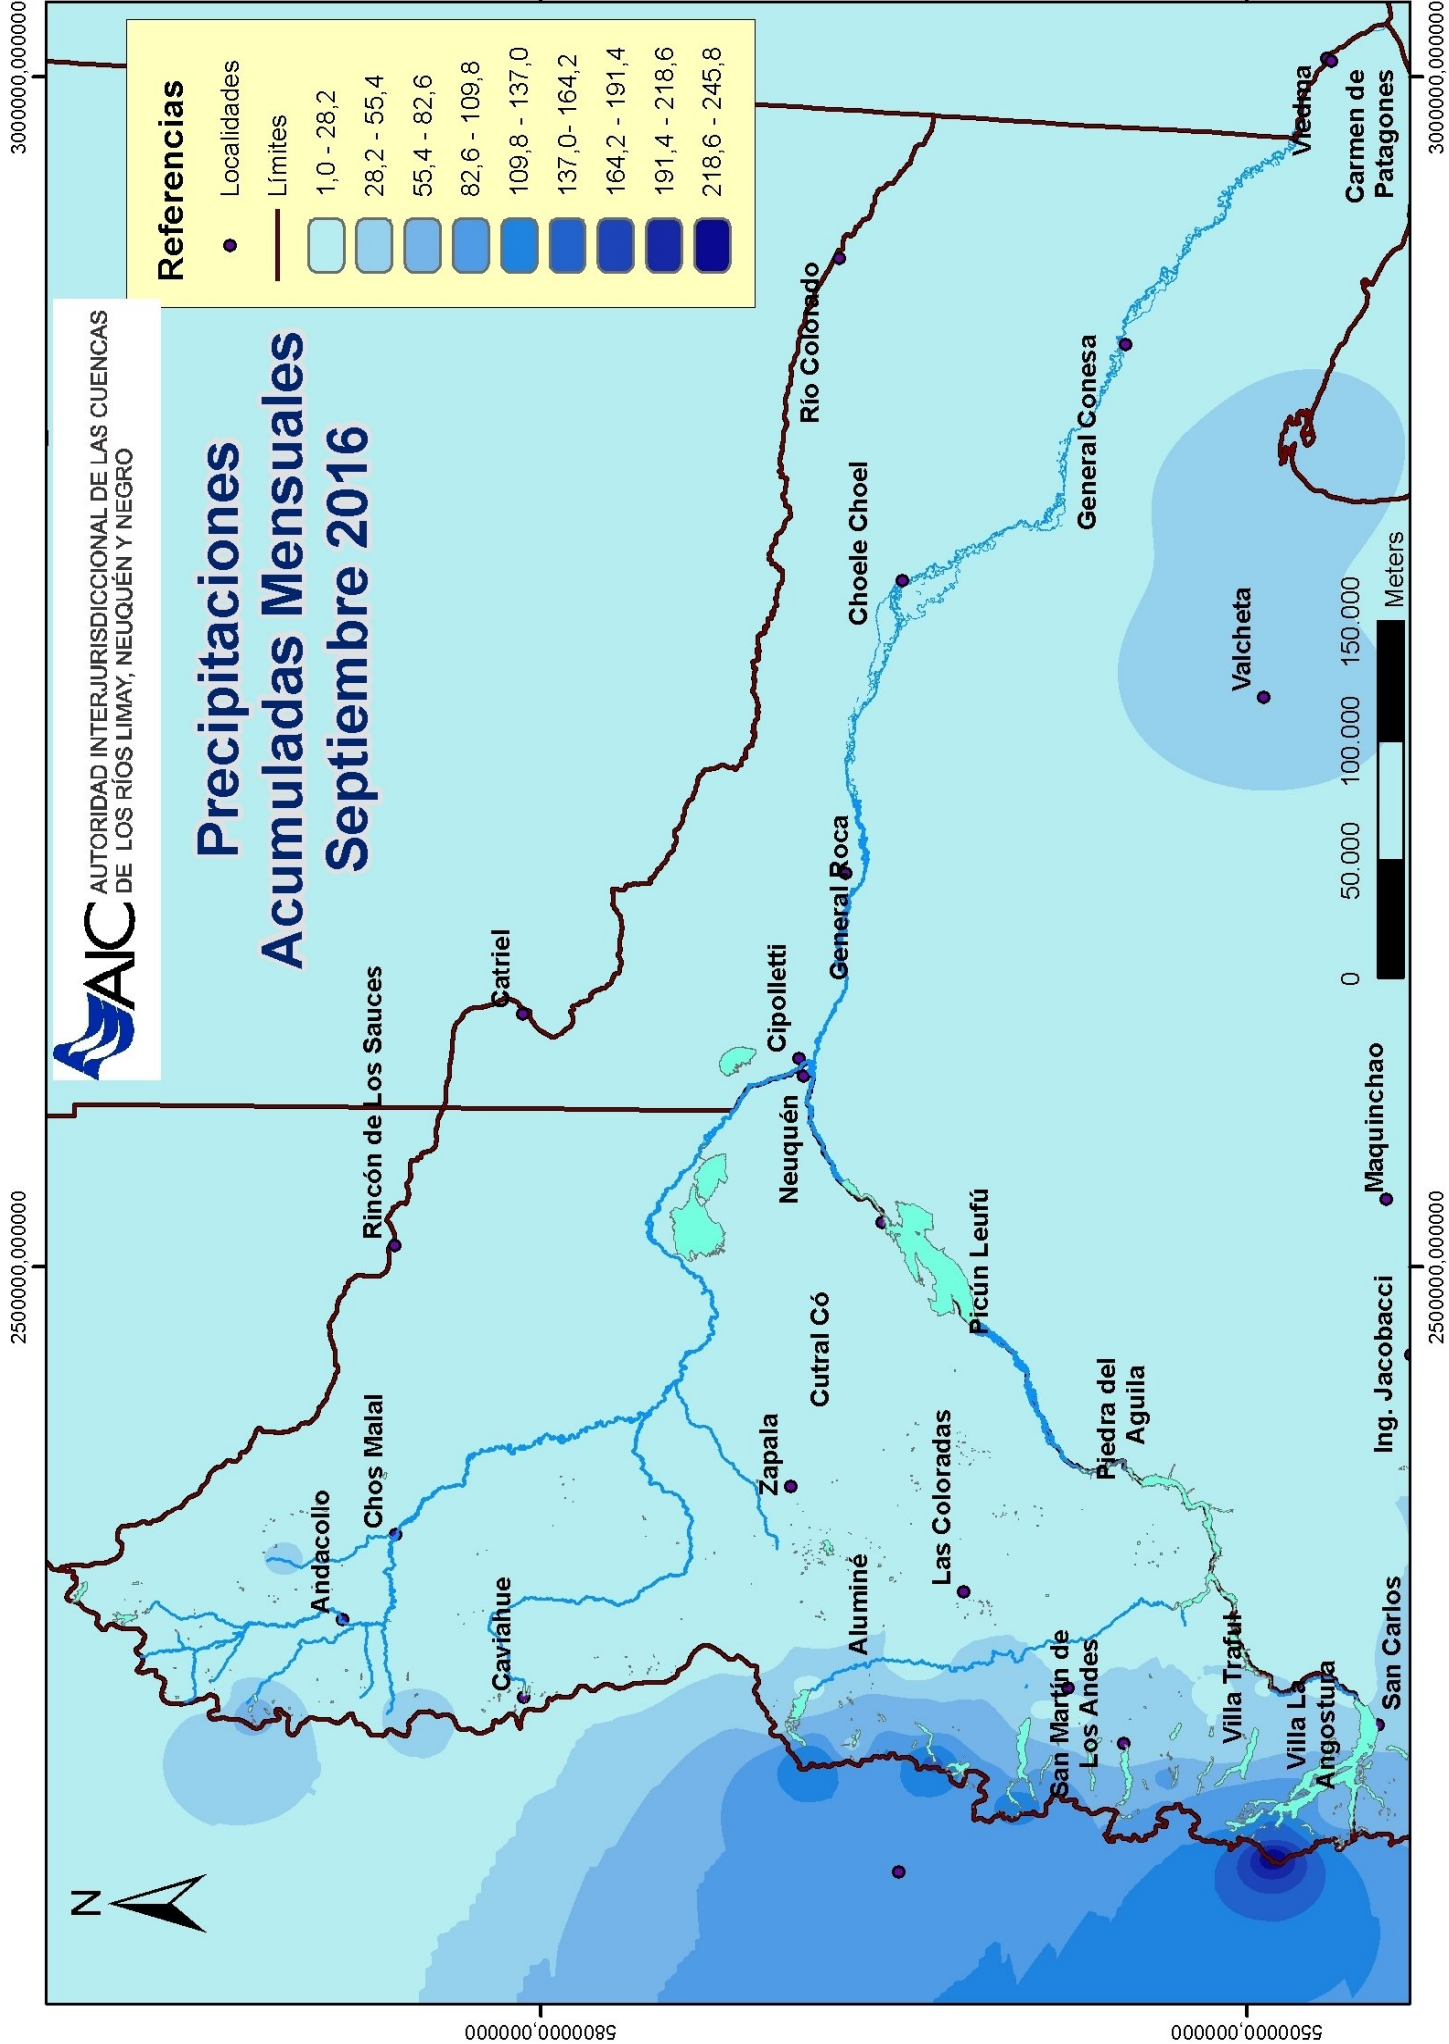 AIC
AUTORIDAD INTERJURISDICCIONAL DE LAS CUENCAS
DE LOS RÍOS LIMAY, NEUQUÉN Y NEGRO
Precipitaciones
Acumuladas Mensuales
Septiembre 2016
Referencias
Localidades
Límites
1,0 - 28,2
28,2 - 55,4
55,4 - 82,6
82,6 - 109,8
109,8 - 137,0
137,0- 164,2
164,2 - 191,4
191,4 - 218,6
218,6 - 245,8
N
2500000,000000
3000000,000000
5800000,000000
5500000,000000
2500000,000000
3000000,000000
Rincón de Los Sauces
Catriel
Chos Malal
Andacollo
Caviahue
Cipolletti
Neuquén
General Roca
Choele Choel
Río Colorado
General Conesa
Viedma
Carmen de
Patagones
Valcheta
Zapala
Cutral Có
Picún Leufú
Aluminé
Las Coloradas
Piedra del
Aguila
San Martín de
Los Andes
Villa Traful
Villa La
Angostura
San Carlos
Ing. Jacobacci
Maquinchao
0
50.000
100.000
150.000
Meters